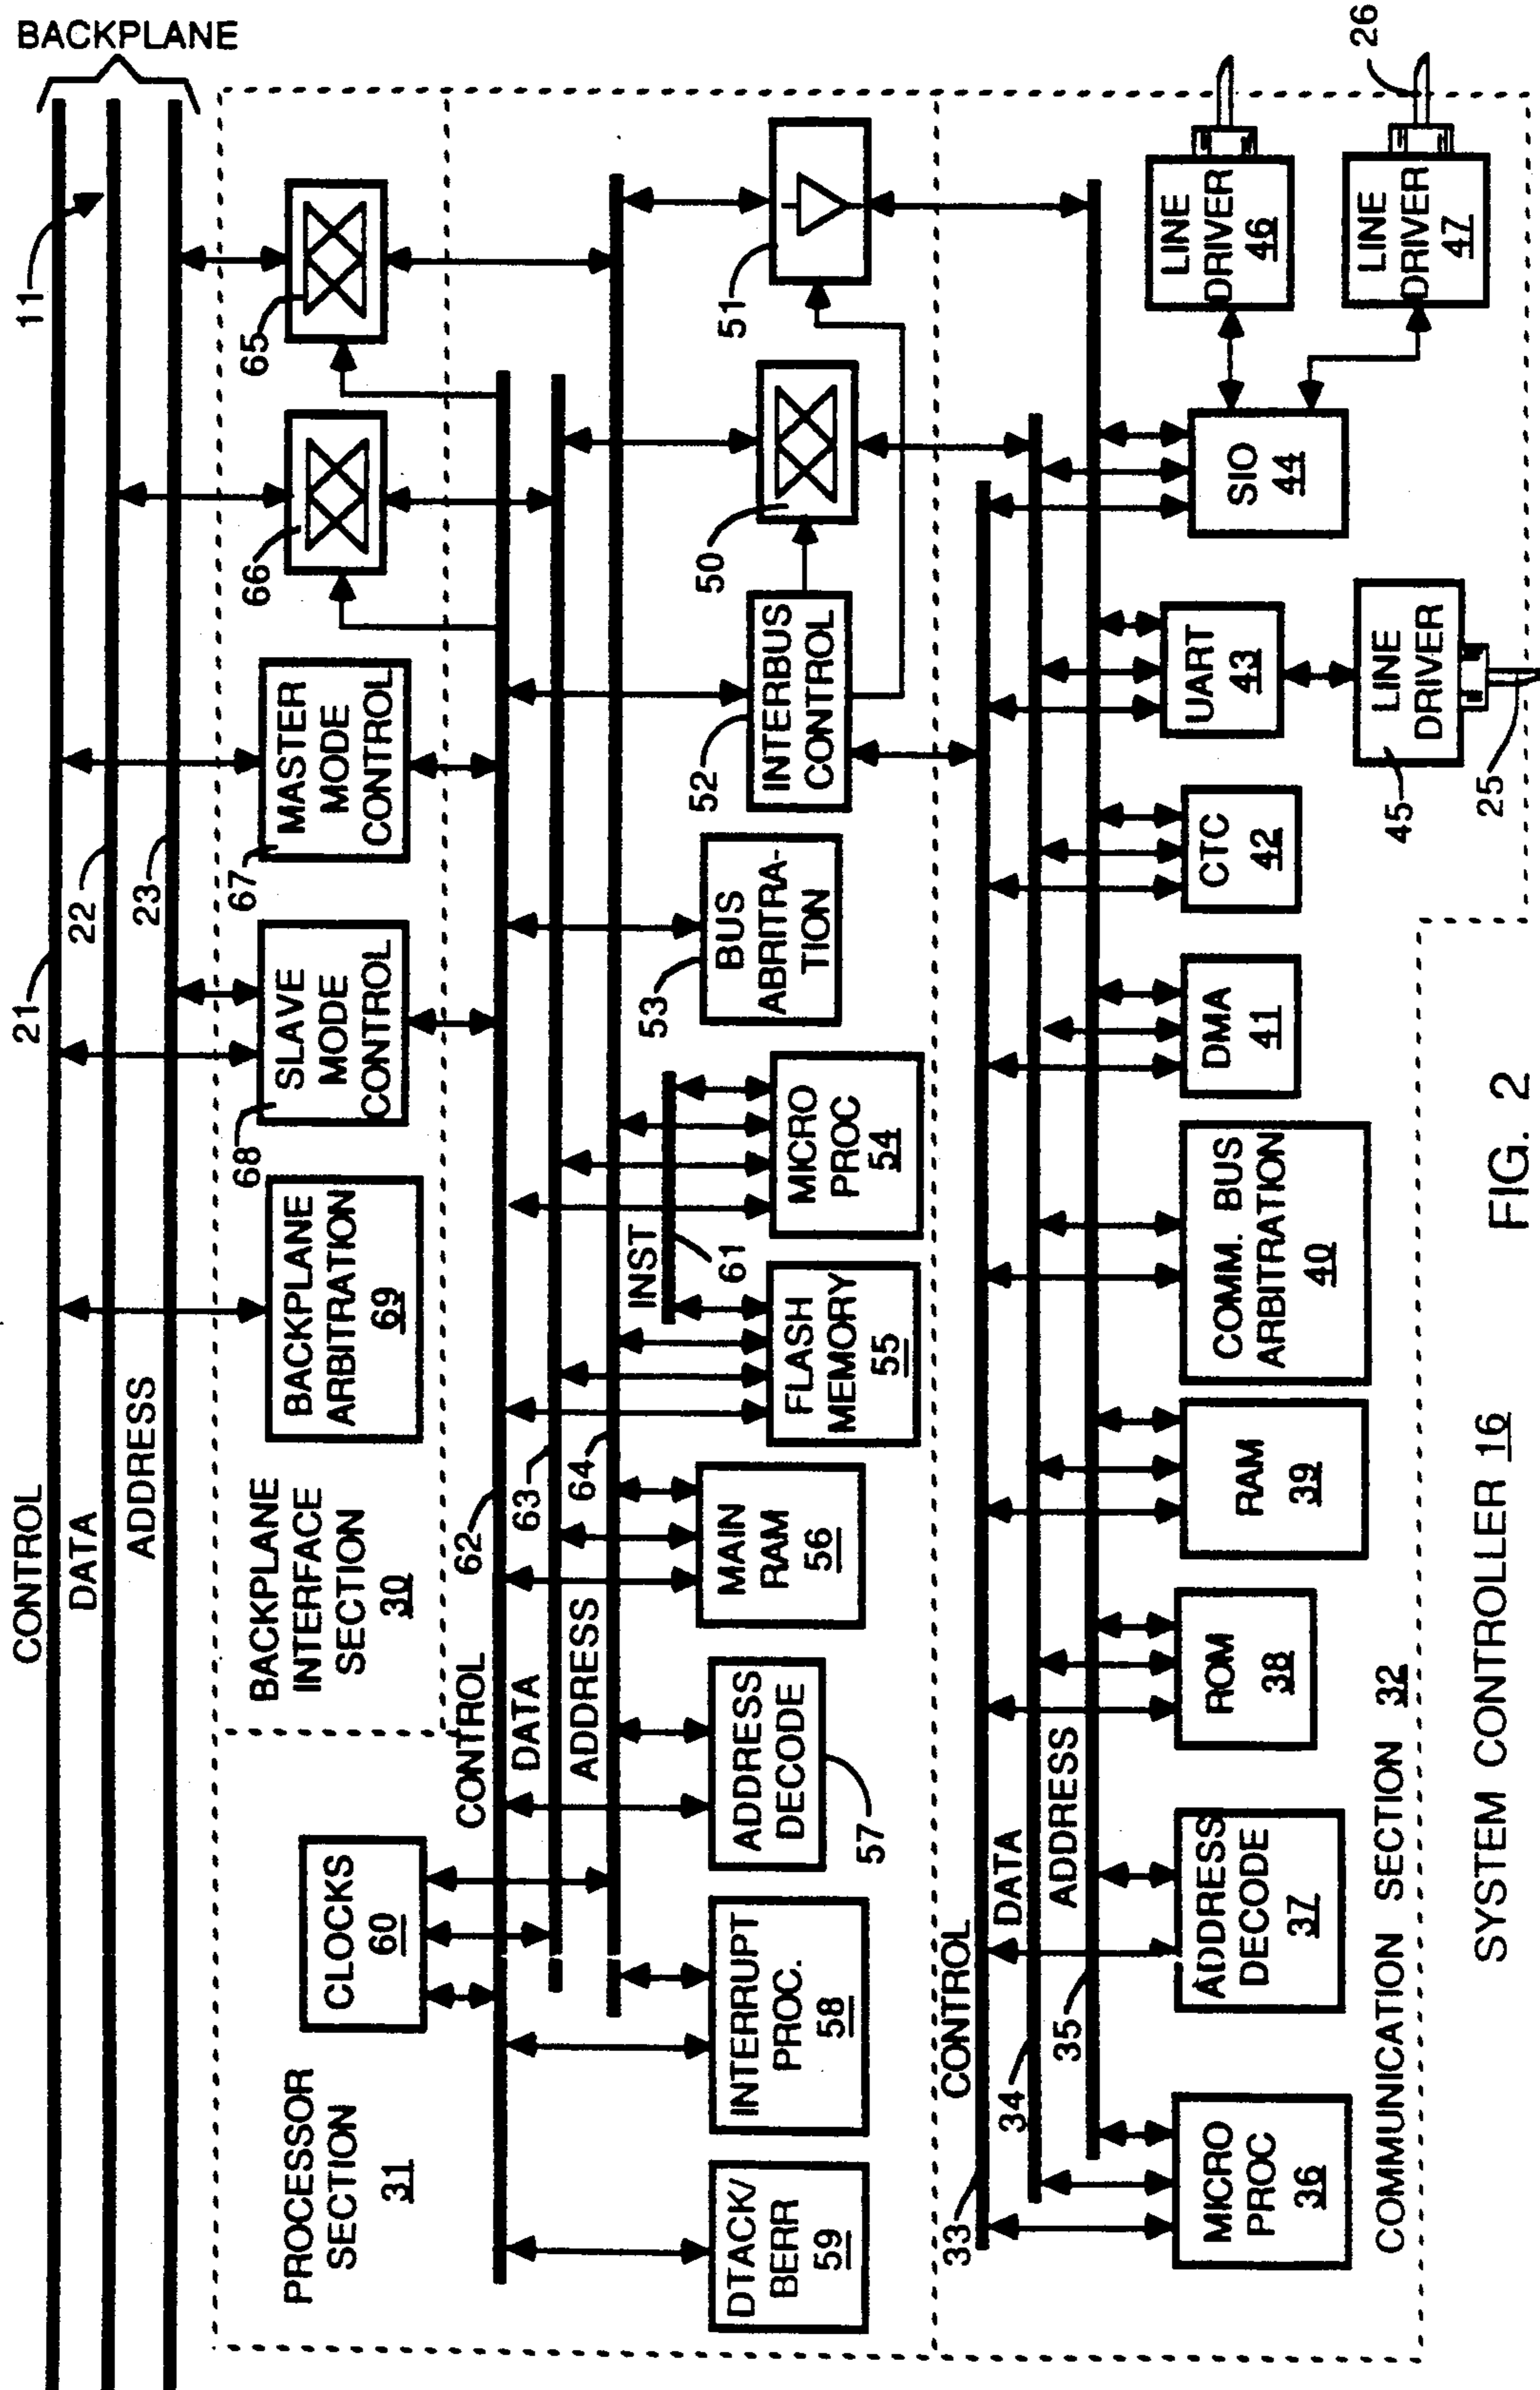 BACKPLANE
CONTROL
DATA
ADDRESS
21
22
23
11
BACKPLANE
INTERFACE
SECTION
30
BACKPLANE
ARBITRATION
69
68
SLAVE
MODE
CONTROL
67
MASTER
MODE
CONTROL
66
65
PROCESSOR
SECTION
31
CLOCKS
60
CONTROL
DATA
ADDRESS
62
63
64
INST
61
DTACK/
BERR
59
INTERRUPT
PROC.
58
ADDRESS
DECODE
57
MAIN
RAM
56
FLASH
MEMORY
55
MICRO
PROC
54
53
BUS
ABRITRA-
TION
52
INTERBUS
CONTROL
50
51
CONTROL
DATA
ADDRESS
33
34
35
MICRO
PROC
36
ADDRESS
DECODE
37
ROM
38
RAM
39
COMM. BUS
ARBITRATION
40
DMA
41
CTC
42
UART
43
SIO
44
LINE
DRIVER
46
LINE
DRIVER
47
26
45
LINE
DRIVER
25
COMMUNICATION SECTION 32
SYSTEM CONTROLLER 16
FIG. 2